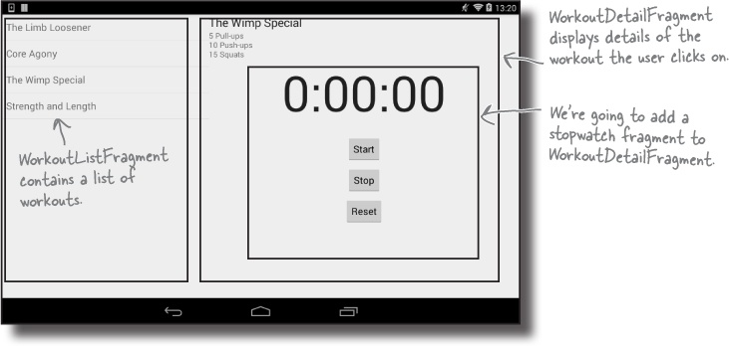 13:20
The Limb Loosener
Core Agony
The Wimp Special
Strength and Length
WorkoutListFragment
contains a list of
workouts.
The Wimp Special
5 Pull-ups
10 Push-ups
15 Squats
0:00:00
Start
Stop
Reset
WorkoutDetailFragment
displays details of the
workout the user clicks on.
We're going to add a
stopwatch fragment to
WorkoutDetailFragment.